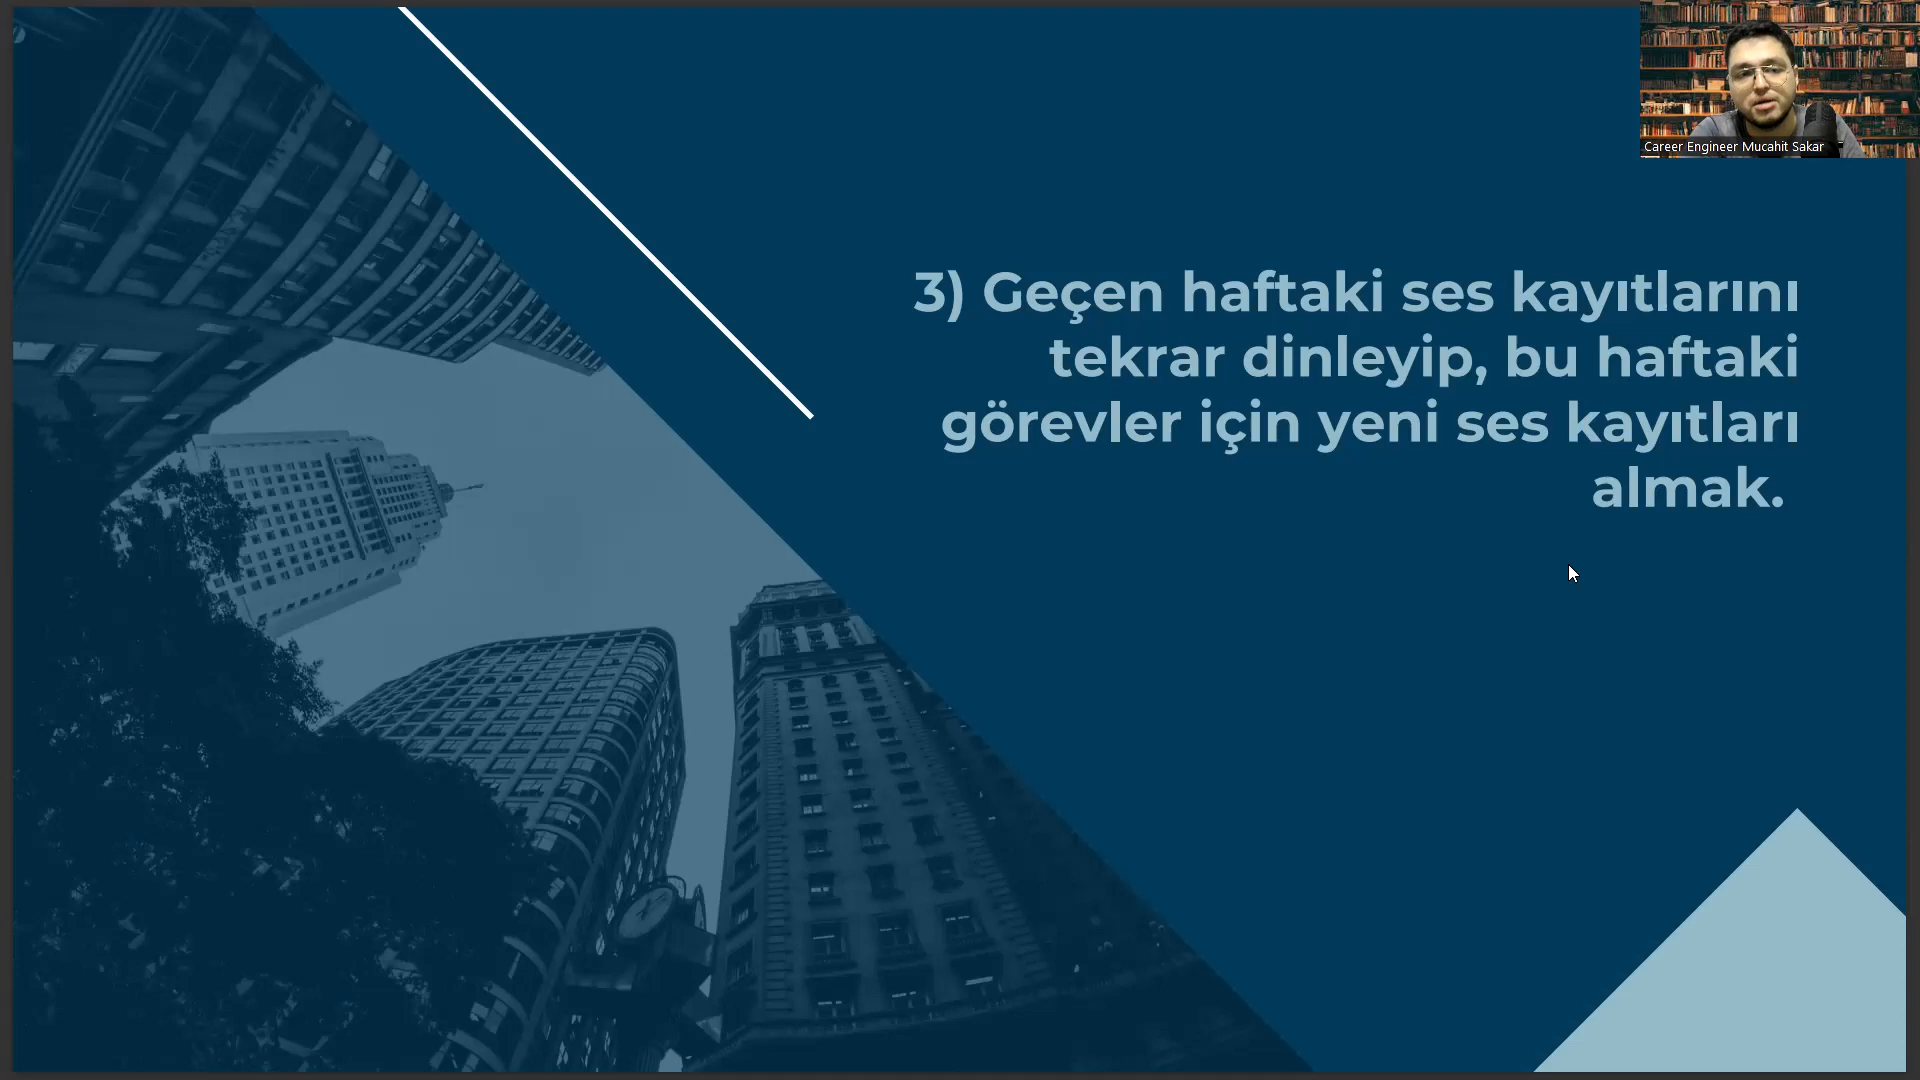 Career Engineer Mucahit Sakar
3) Geçen haftaki ses kayıtlarını
tekrar dinleyip, bu haftaki
görevler için yeni ses kayıtları
almak.